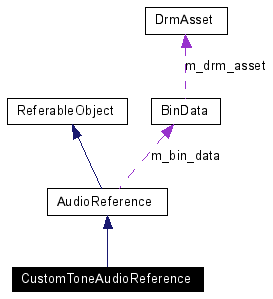 DrmAsset
m_drm_asset
ReferableObject
BinData
m_bin_data
AudioReference
CustomToneAudioReference